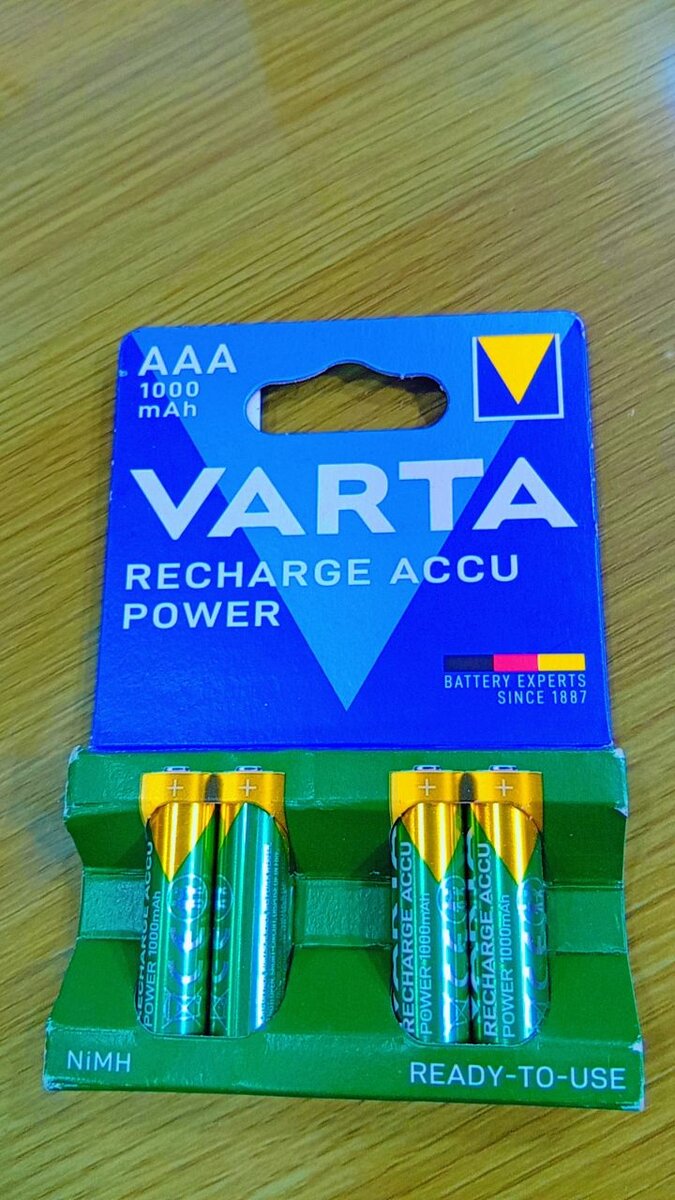 AAA
1000
mAh
VARTA
RECHARGE ACCU
POWER
BATTERY EXPERTS
SINCE 1887
+
+
+
+
RECHARGE ACCU
POWER 1000mAh
RECHARGE ACCU
POWER 1000mAh
RECHARGE ACCU
POWER 1000mAh
NiMH
READY-TO-USE